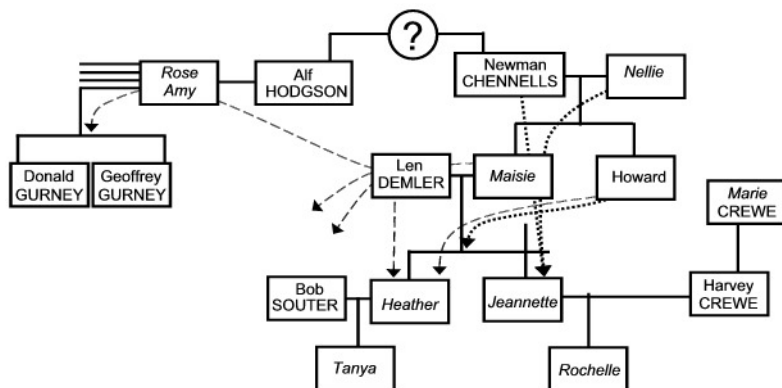 ?
Rose
Amy
Alf
HODGSON
Newman
CHENNELLS
Nellie
Donald
GURNEY
Geoffrey
GURNEY
Len
DEMLER
Maisie
Howard
Marie
CREWE
Bob
SOUTER
Heather
Jeannette
Harvey
CREWE
Tanya
Rochelle